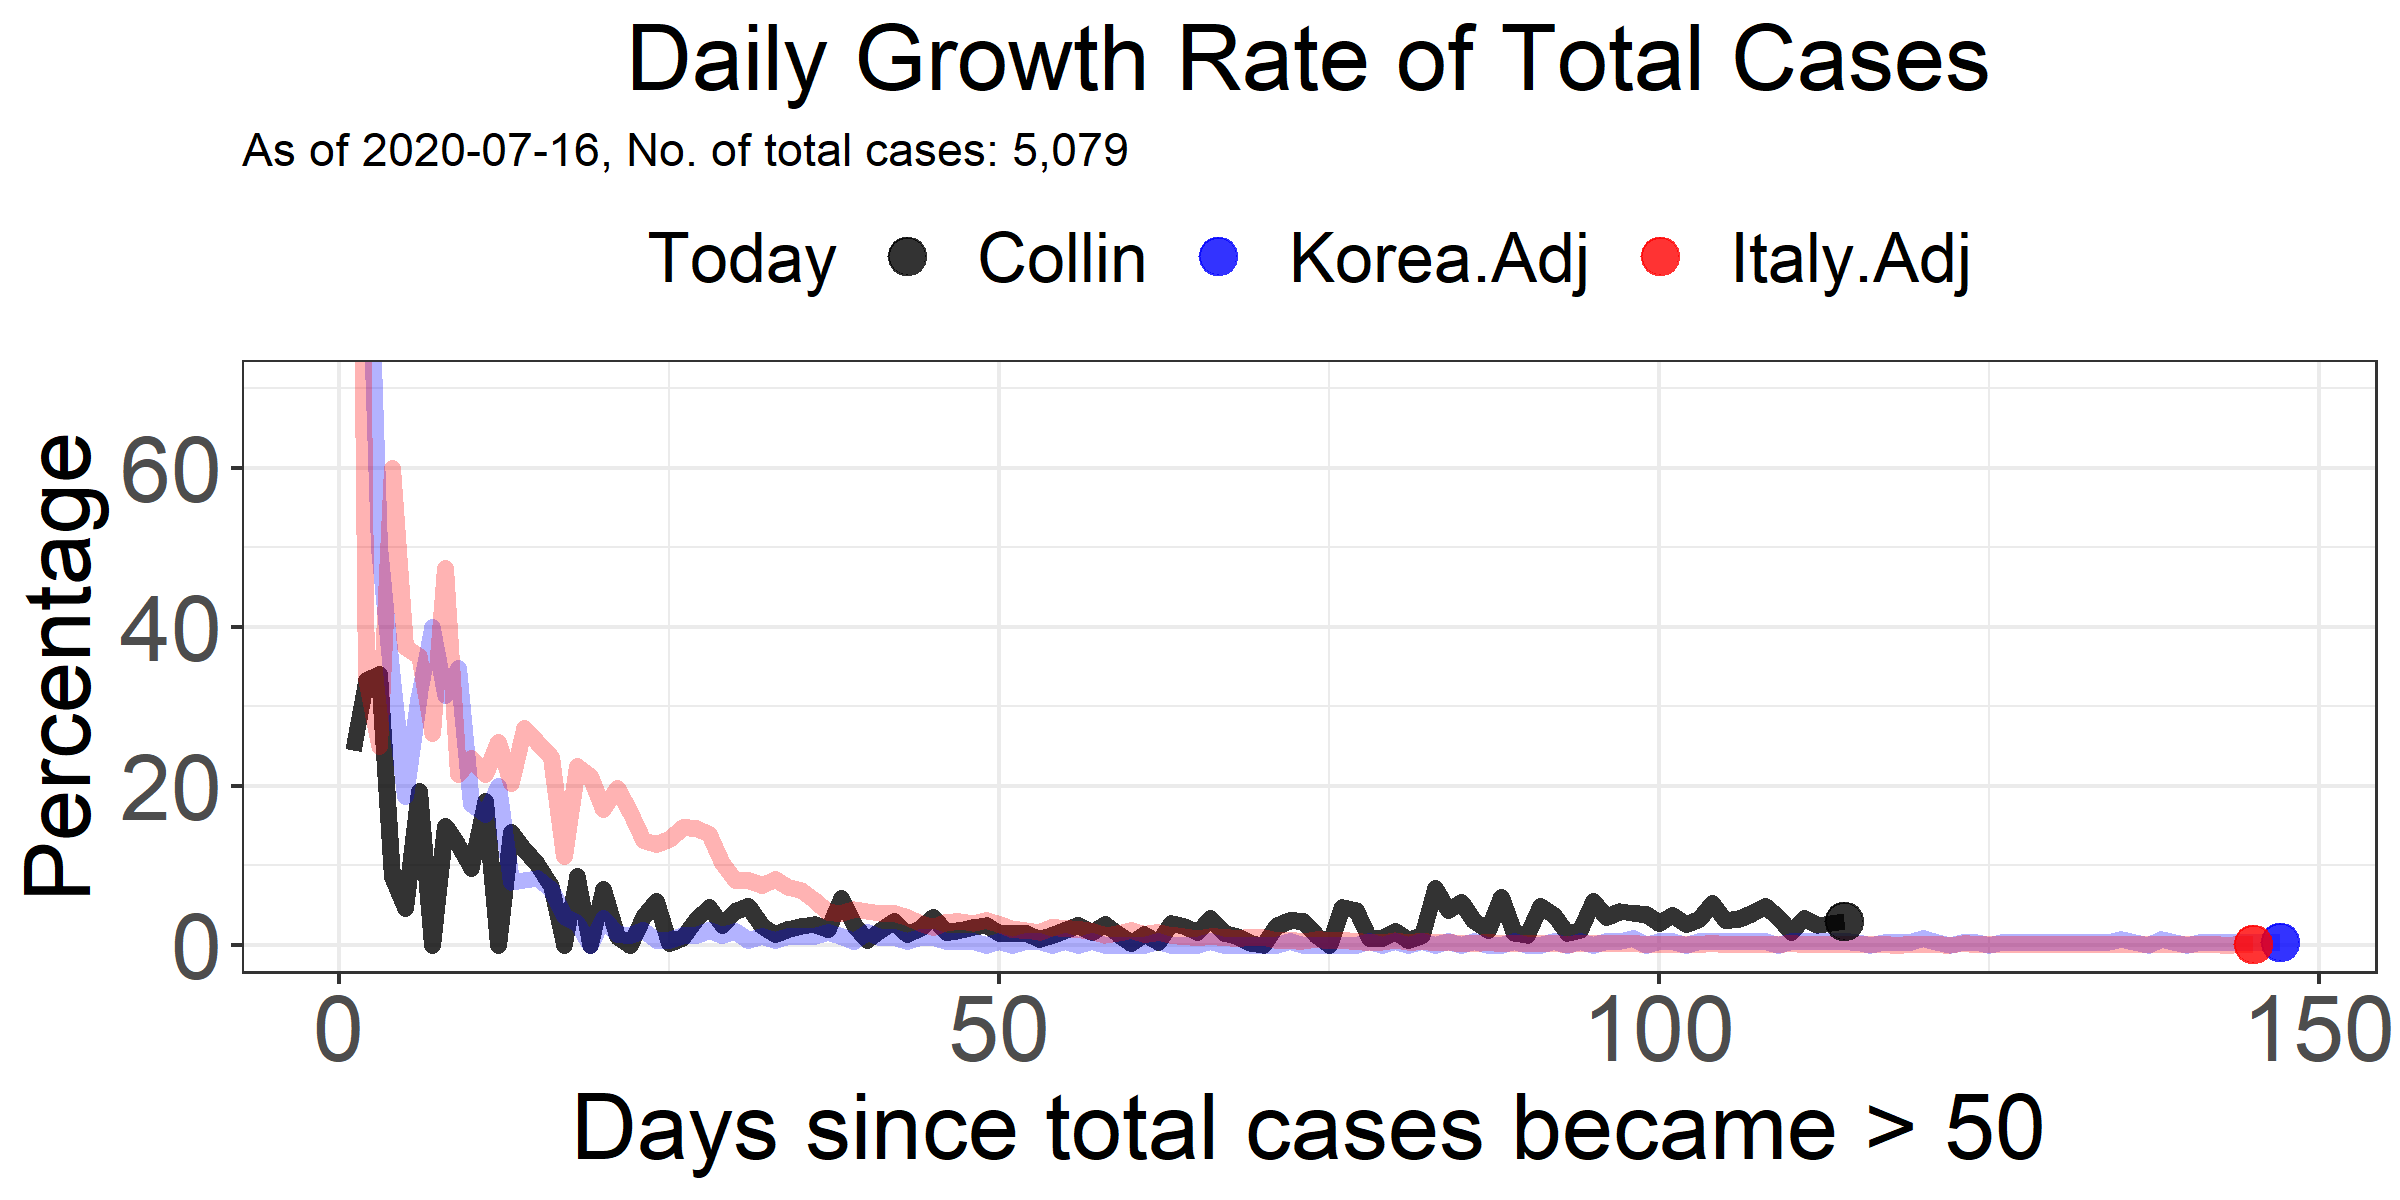 Daily Growth Rate of Total Cases
As of 2020-07-16, No. of total cases: 5,079
Today Collin Korea.Adj Italy.Adj
Percentage
60
40
20
0
0 50 100 150
Days since total cases became > 50